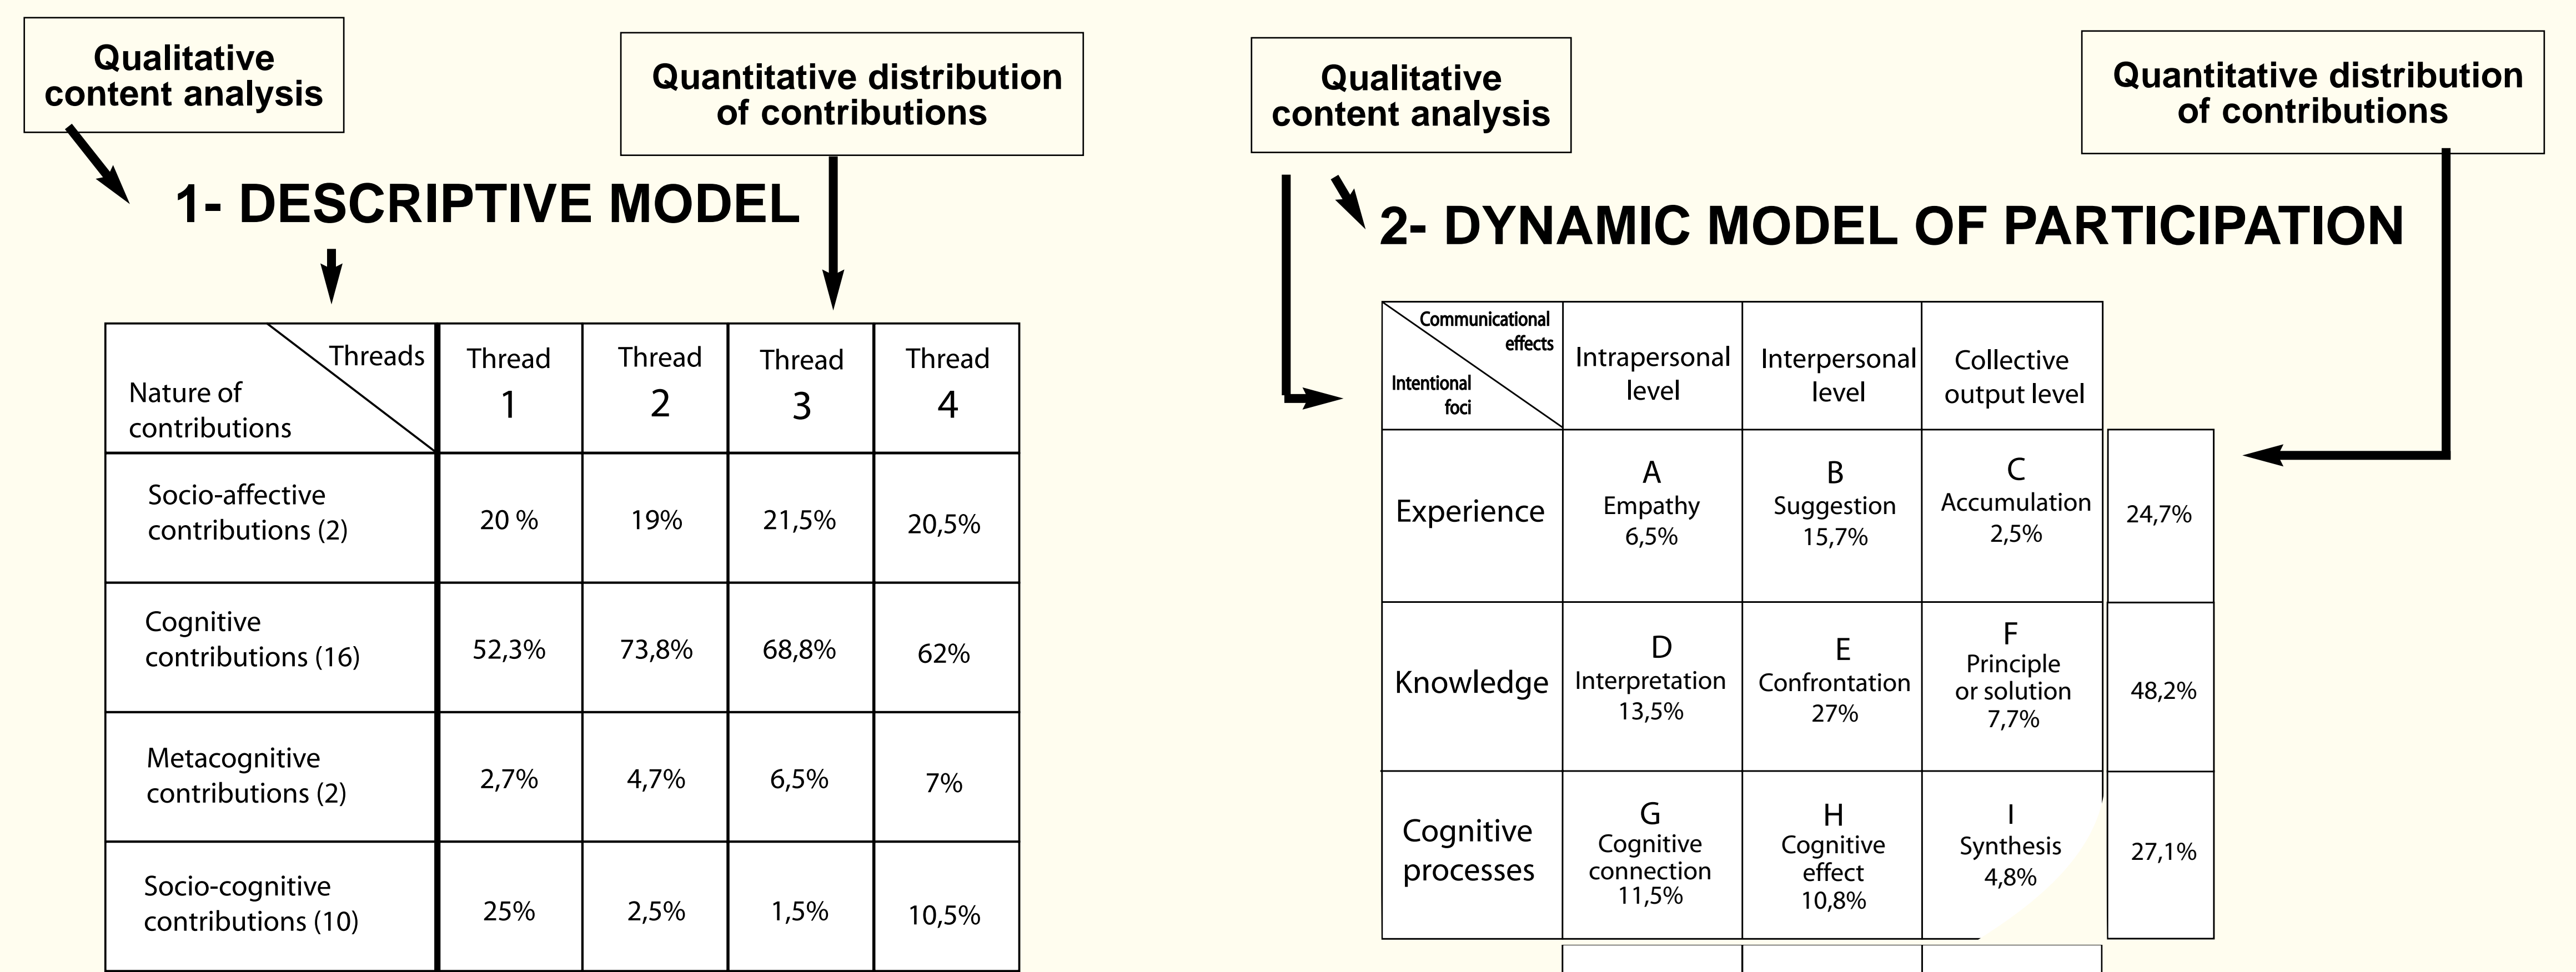 Qualitative
content analysis
Quantitative distribution
of contributions
1- DESCRIPTIVE MODEL
Threads
Nature of
contributions
Thread
1
Thread
2
Thread
3
Thread
4
Socio-affective
contributions (2)
20 %
19%
21,5%
20,5%
Cognitive
contributions (16)
52,3%
73,8%
68,8%
62%
Metacognitive
contributions (2)
2,7%
4,7%
6,5%
7%
Socio-cognitive
contributions (10)
25%
2,5%
1,5%
10,5%
Qualitative
content analysis
Quantitative distribution
of contributions
2- DYNAMIC MODEL OF PARTICIPATION
Communicational
effects
Intentional
foci
Intrapersonal
level
Interpersonal
level
Collective
output level
Experience
A
Empathy
6,5%
B
Suggestion
15,7%
C
Accumulation
2,5%
24,7%
Knowledge
D
Interpretation
13,5%
E
Confrontation
27%
F
Principle
or solution
7,7%
48,2%
Cognitive
processes
G
Cognitive
connection
11,5%
H
Cognitive
effect
10,8%
I
Synthesis
4,8%
27,1%